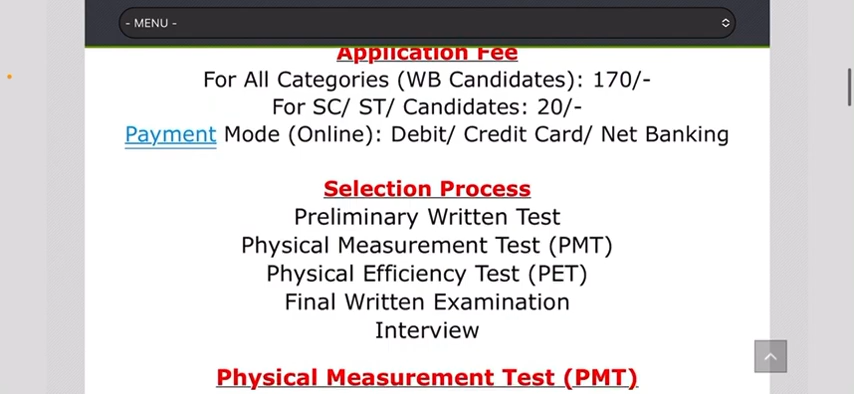 - MENU -
Application Fee
For All Categories (WB Candidates): 170/-
For SC/ ST/ Candidates: 20/-
Payment Mode (Online): Debit/ Credit Card/ Net Banking
Selection Process
Preliminary Written Test
Physical Measurement Test (PMT)
Physical Efficiency Test (PET)
Final Written Examination
Interview
Physical Measurement Test (PMT)